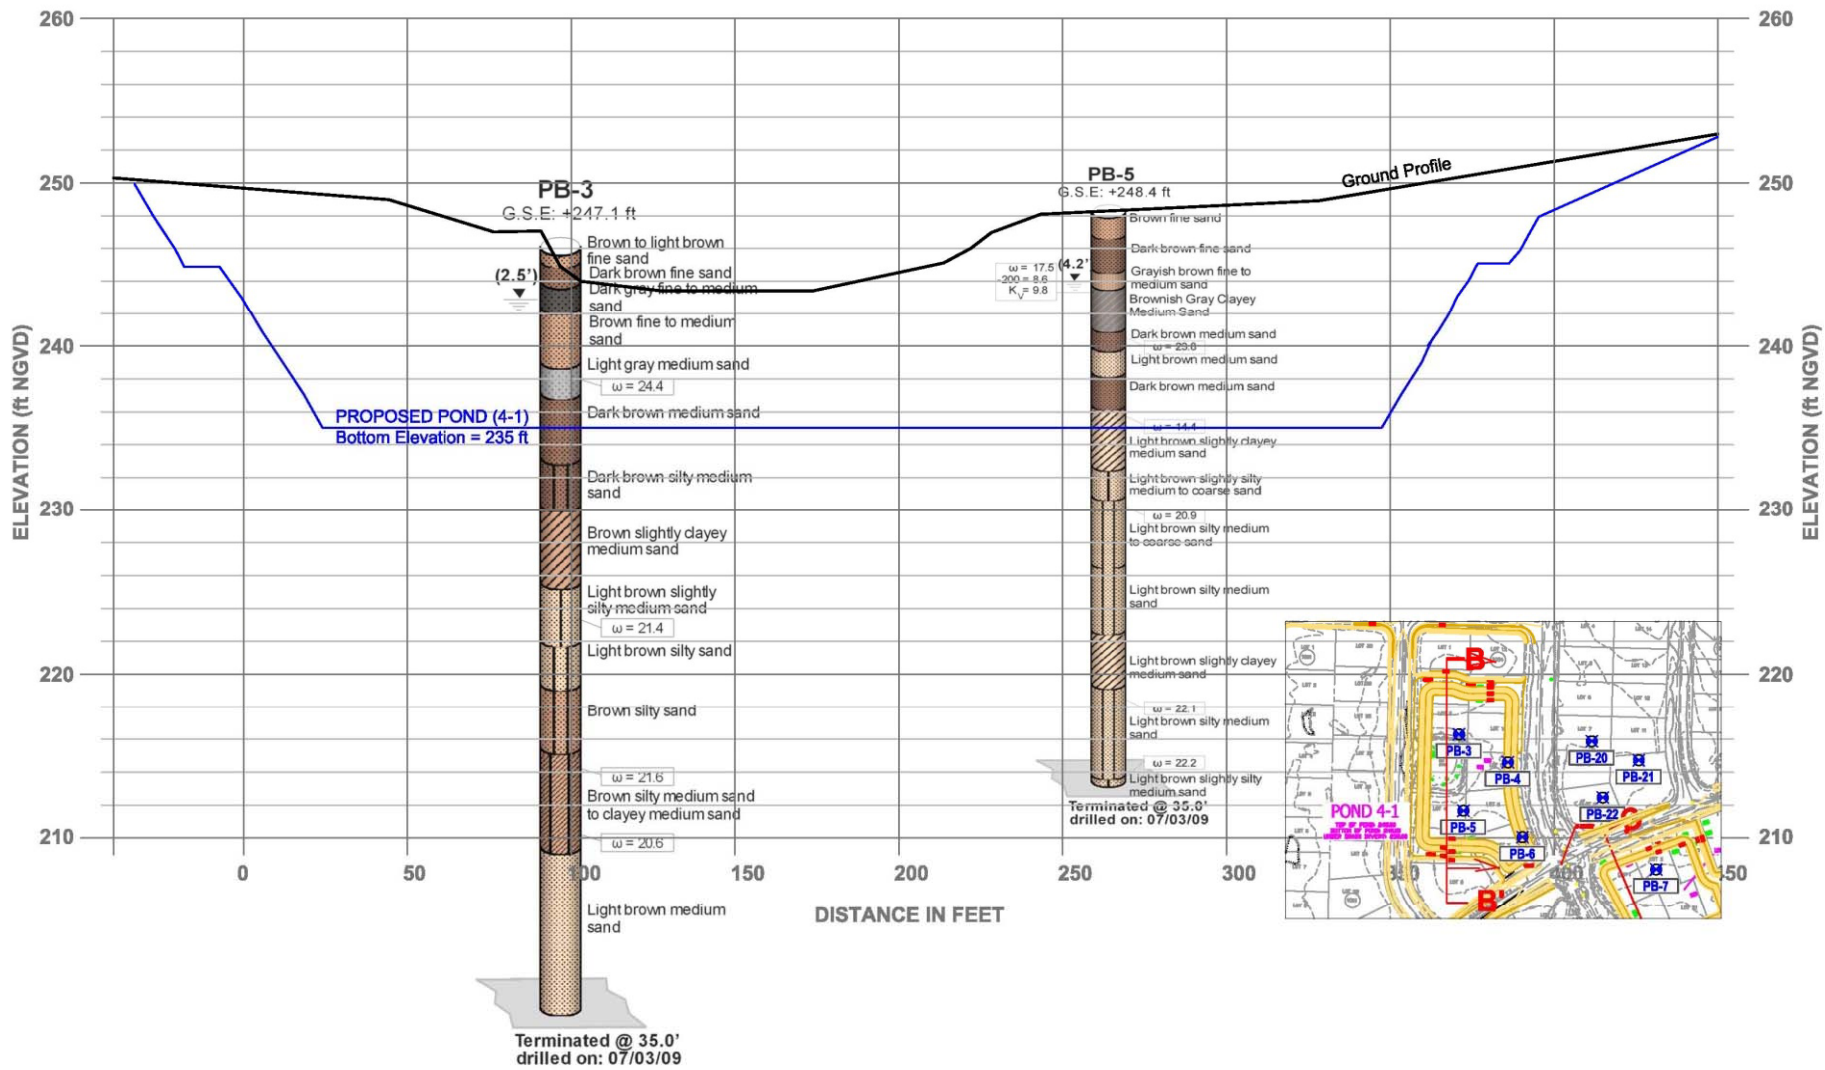 260
260
250
250
240
240
230
230
220
220
210
210
ELEVATION (ft NGVD)
ELEVATION (ft NGVD)
0
50
100
150
200
250
300
DISTANCE IN FEET
Ground Profile
PROPOSED POND (4-1)
Bottom Elevation = 235 ft
PB-3
G.S.E: +247.1 ft
(2.5')
Brown to light brown
fine sand
Dark brown fine sand
Dark gray fine to medium
sand
Brown fine to medium
sand
Light gray medium sand
ω = 24.4
Dark brown medium sand
Dark brown silty medium
sand
Brown slightly clayey
medium sand
Light brown slightly
silty medium sand
ω = 21.4
Light brown silty sand
Brown silty sand
ω = 21.6
Brown silty medium sand
to clayey medium sand
ω = 20.6
Light brown medium
sand
Terminated @ 35.0'
drilled on: 07/03/09
PB-5
G.S.E: +248.4 ft
ω = 17.5
-200 = 8.6
Kv = 9.8
(4.2'
Brown fine sand
Dark brown fine sand
Grayish brown fine to
medium sand
Brownish Gray Clayey
Medium Sand
Dark brown medium sand
Light brown medium sand
Dark brown medium sand
ω = 14.4
Light brown slightly clayey
medium sand
Light brown slightly silty
medium to coarse sand
ω = 20.9
Light brown silty medium
to coarse sand
Light brown silty medium
sand
Light brown slightly clayey
medium sand
ω = 22.1
Light brown silty medium
sand
ω = 22.2
Light brown slightly silty
medium sand
Terminated @ 35.0'
drilled on: 07/03/09
B
PB-3
PB-4
PB-20
PB-21
PB-22
POND 4-1
PB-5
PB-6
PB-7
B'